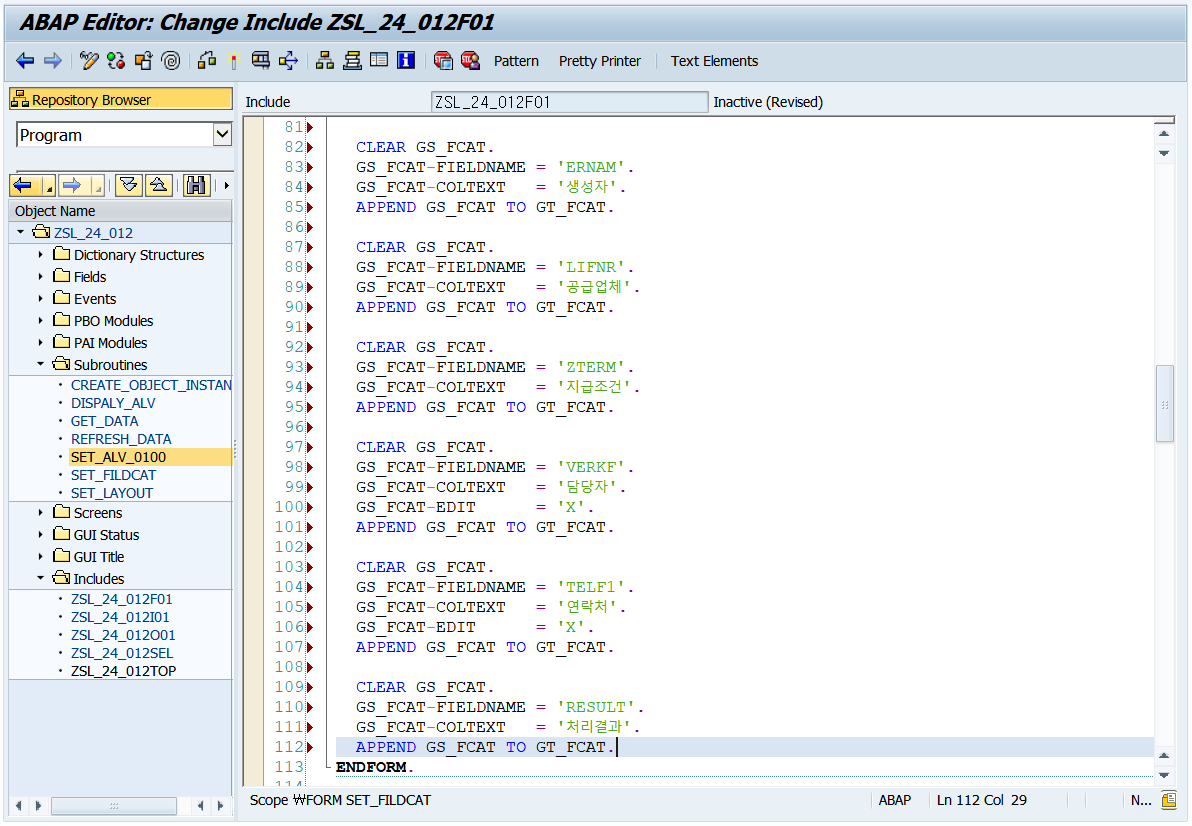 ABAP Editor: Change Include ZSL_24_012F01
Pattern Pretty Printer Text Elements
Repository Browser
Program
Object Name
ZSL_24_012
Dictionary Structures
Fields
Events
PBO Modules
PAI Modules
Subroutines
CREATE_OBJECT_INSTAN
DISPALY_ALV
GET_DATA
REFRESH_DATA
SET_ALV_0100
SET_FILDCAT
SET_LAYOUT
Screens
GUI Status
GUI Title
Includes
ZSL_24_012F01
ZSL_24_012I01
ZSL_24_012O01
ZSL_24_012SEL
ZSL_24_012TOP
Include ZSL_24_012F01 Inactive (Revised)
81
82 CLEAR GS_FCAT.
83 GS_FCAT-FIELDNAME = 'ERNAM'.
84 GS_FCAT-COLTEXT = '생성자'.
85 APPEND GS_FCAT TO GT_FCAT.
86
87 CLEAR GS_FCAT.
88 GS_FCAT-FIELDNAME = 'LIFNR'.
89 GS_FCAT-COLTEXT = '공급업체'.
90 APPEND GS_FCAT TO GT_FCAT.
91
92 CLEAR GS_FCAT.
93 GS_FCAT-FIELDNAME = 'ZTERM'.
94 GS_FCAT-COLTEXT = '지급조건'.
95 APPEND GS_FCAT TO GT_FCAT.
96
97 CLEAR GS_FCAT.
98 GS_FCAT-FIELDNAME = 'VERKF'.
99 GS_FCAT-COLTEXT = '담당자'.
100 GS_FCAT-EDIT = 'X'.
101 APPEND GS_FCAT TO GT_FCAT.
102
103 CLEAR GS_FCAT.
104 GS_FCAT-FIELDNAME = 'TELF1'.
105 GS_FCAT-COLTEXT = '연락처'.
106 GS_FCAT-EDIT = 'X'.
107 APPEND GS_FCAT TO GT_FCAT.
108
109 CLEAR GS_FCAT.
110 GS_FCAT-FIELDNAME = 'RESULT'.
111 GS_FCAT-COLTEXT = '처리결과'.
112 APPEND GS_FCAT TO GT_FCAT.
113 ENDFORM.
114
Scope ₩FORM SET_FILDCAT ABAP Ln 112 Col 29 N...